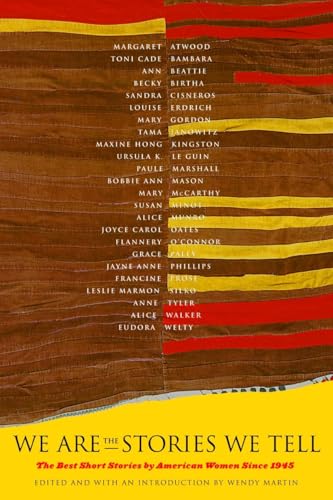 MARGARET ATWOOD
TONI CADE BAMBARA
ANN BEATTIE
BECKY BIRTHA
SANDRA CISNEROS
LOUISE ERDRICH
MARY GORDON
TAMA JANOWITZ
MAXINE HONG KINGSTON
URSULA K. LE GUIN
PAULE MARSHALL
BOBBIE ANN MASON
MARY McCARTHY
SUSAN MINOT
ALICE MUNRO
JOYCE CAROL OATES
FLANNERY O'CONNOR
GRACE PALEY
JAYNE ANNE PHILLIPS
FRANCINE PROSE
LESLIE MARMON SILKO
ANNE TYLER
ALICE WALKER
EUDORA WELTY
WE ARE THE STORIES WE TELL
The Best Short Stories by American Women Since 1945
EDITED AND WITH AN INTRODUCTION BY WENDY MARTIN